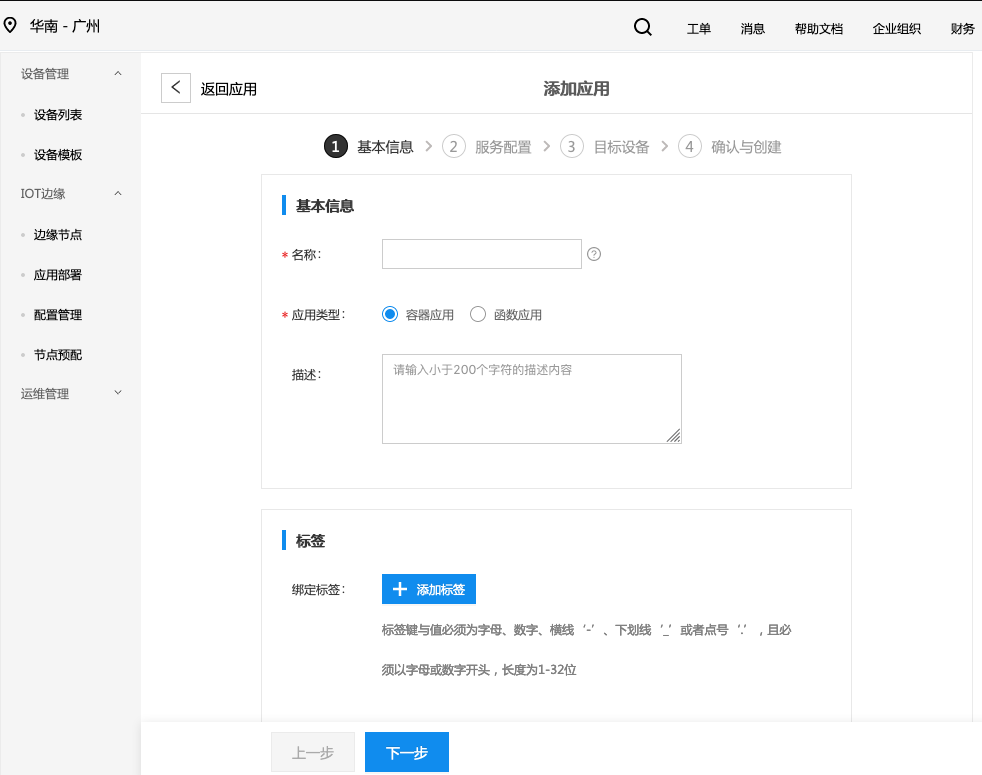 华南 - 广州
工单 消息 帮助文档 企业组织 财务
设备管理
设备列表
设备模板
IOT边缘
边缘节点
应用部署
配置管理
节点预配
运维管理
返回应用
添加应用
1 基本信息 2 服务配置 3 目标设备 4 确认与创建
基本信息
* 名称：
?
* 应用类型： 容器应用 函数应用
描述： 请输入小于200个字符的描述内容
标签
绑定标签： 添加标签
标签键与值必须为字母、数字、横线‘-’、下划线‘_’或者点号‘.’，且必
须以字母或数字开头，长度为1-32位
上一步 下一步